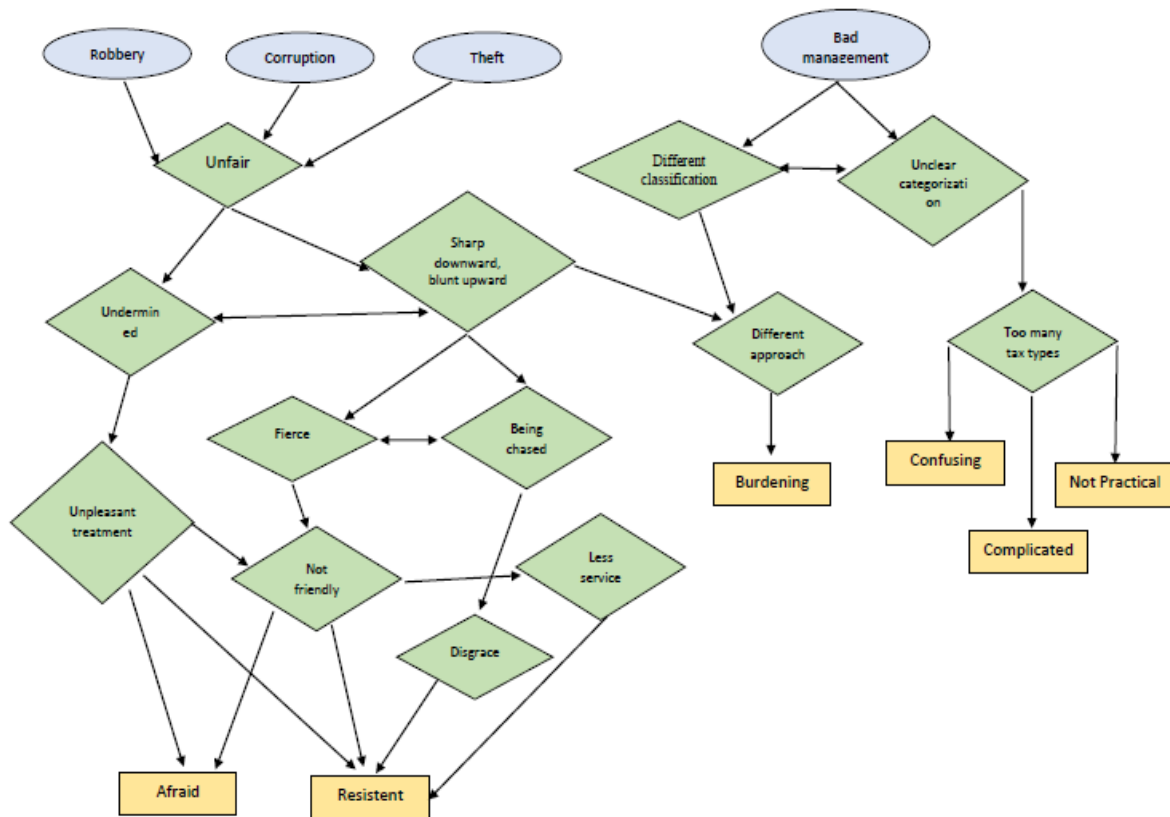 Robbery
Corruption
Theft
Bad
management
Unfair
Different
classification
Unclear
categorizati
on
Sharp
downward,
blunt upward
Undermin
ed
Different
approach
Too many
tax types
Fierce
Being
chased
Confusing
Not Practical
Burdening
Unpleasant
treatment
Not
friendly
Less
service
Complicated
Disgrace
Afraid
Resistent